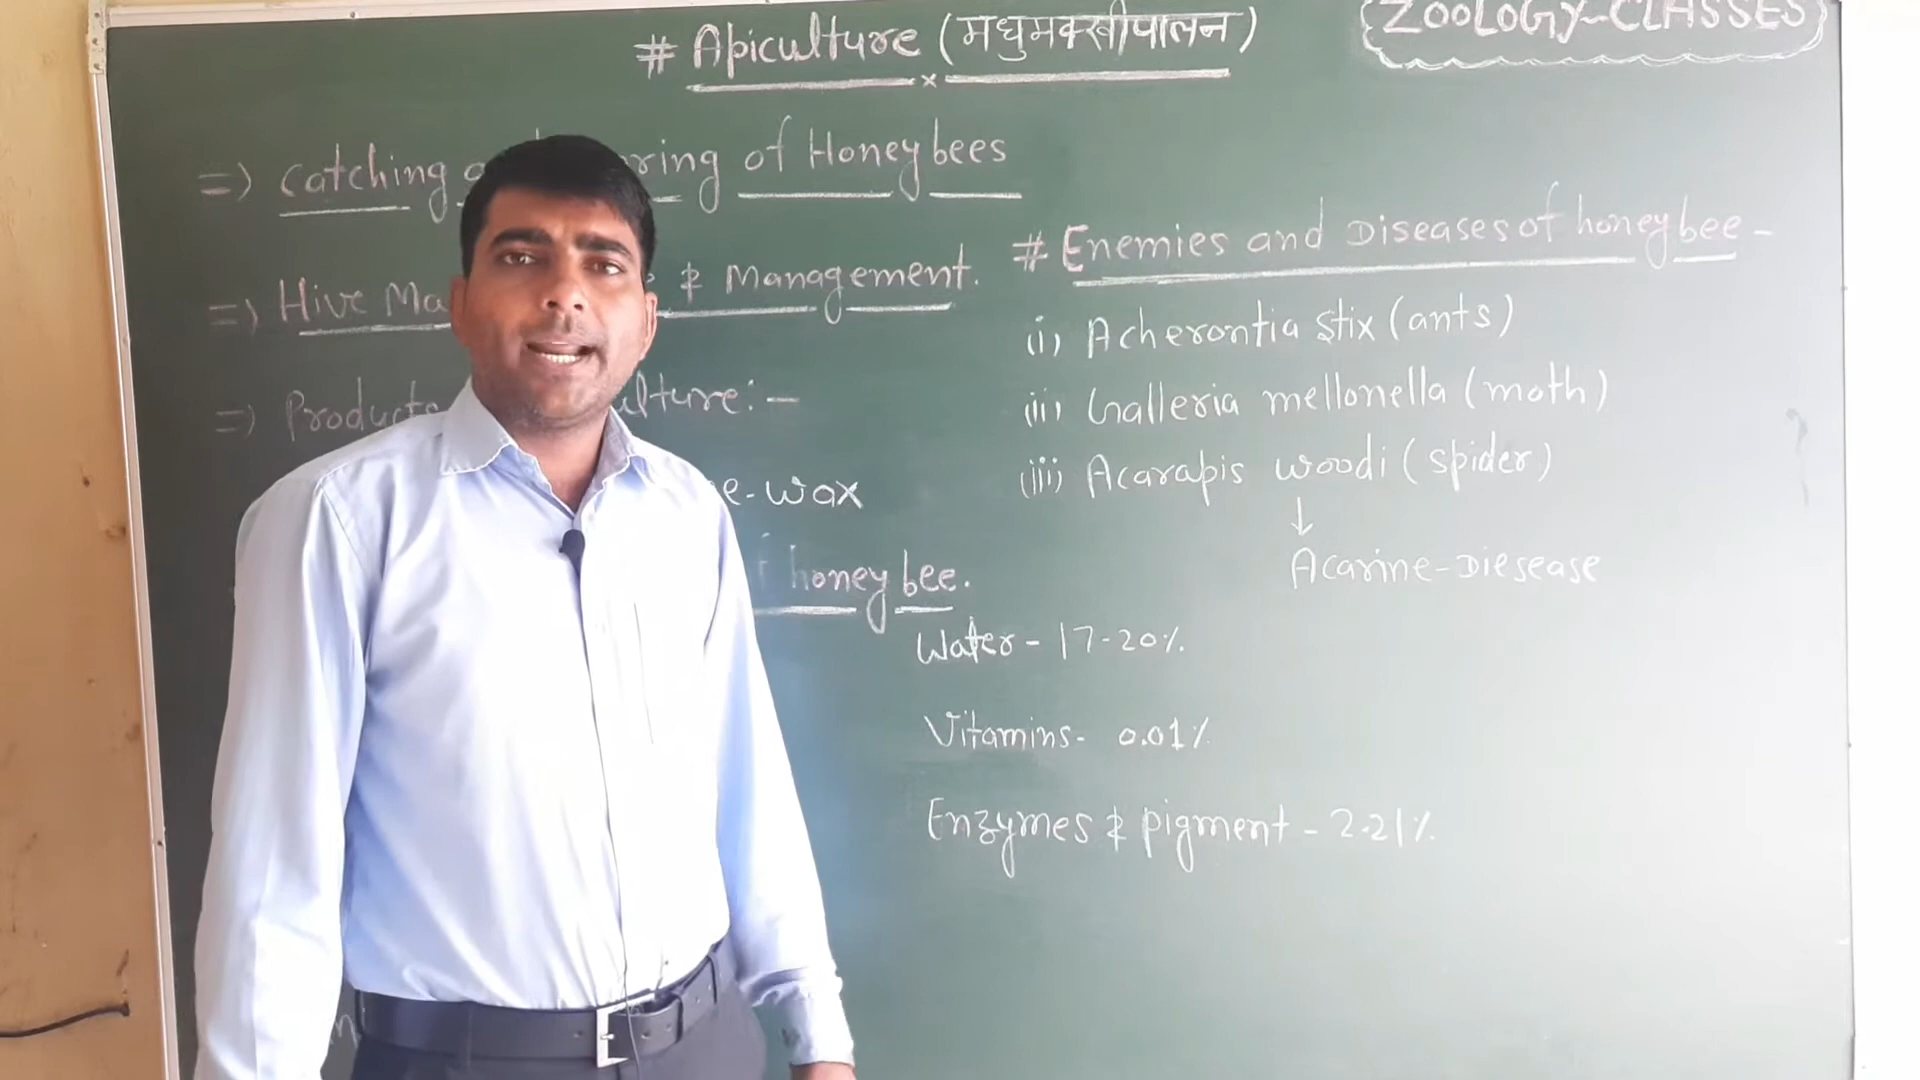 # Apiculture (मधुमक्खीपालन)
ZOOLOGY-CLASSES
=) Catching ring of Honey bees
=) Hive Ma & Management.
=) Products ulture:-
e-wax
honey bee.
Water - 17-20%
Vitamins- 0.01%
Enzymes & pigment - 2.21%
# Enemies and Diseases of honey bee -
(i) Acherontia stix (ants)
(ii) Galleria mellonella (moth)
(iii) Acarapis woodi (spider)
↓
Acarine-Diesease